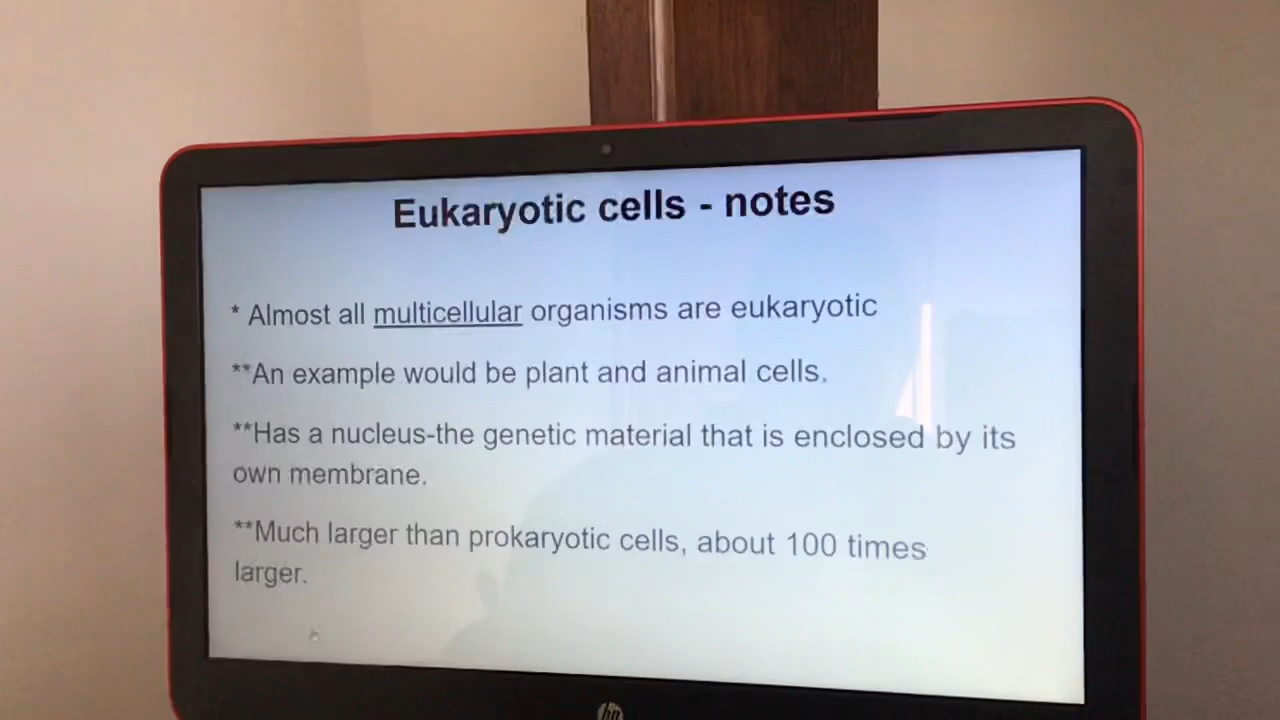 Eukaryotic cells - notes
* Almost all multicellular organisms are eukaryotic
**An example would be plant and animal cells.
**Has a nucleus-the genetic material that is enclosed by its
own membrane.
**Much larger than prokaryotic cells, about 100 times
larger.
hp